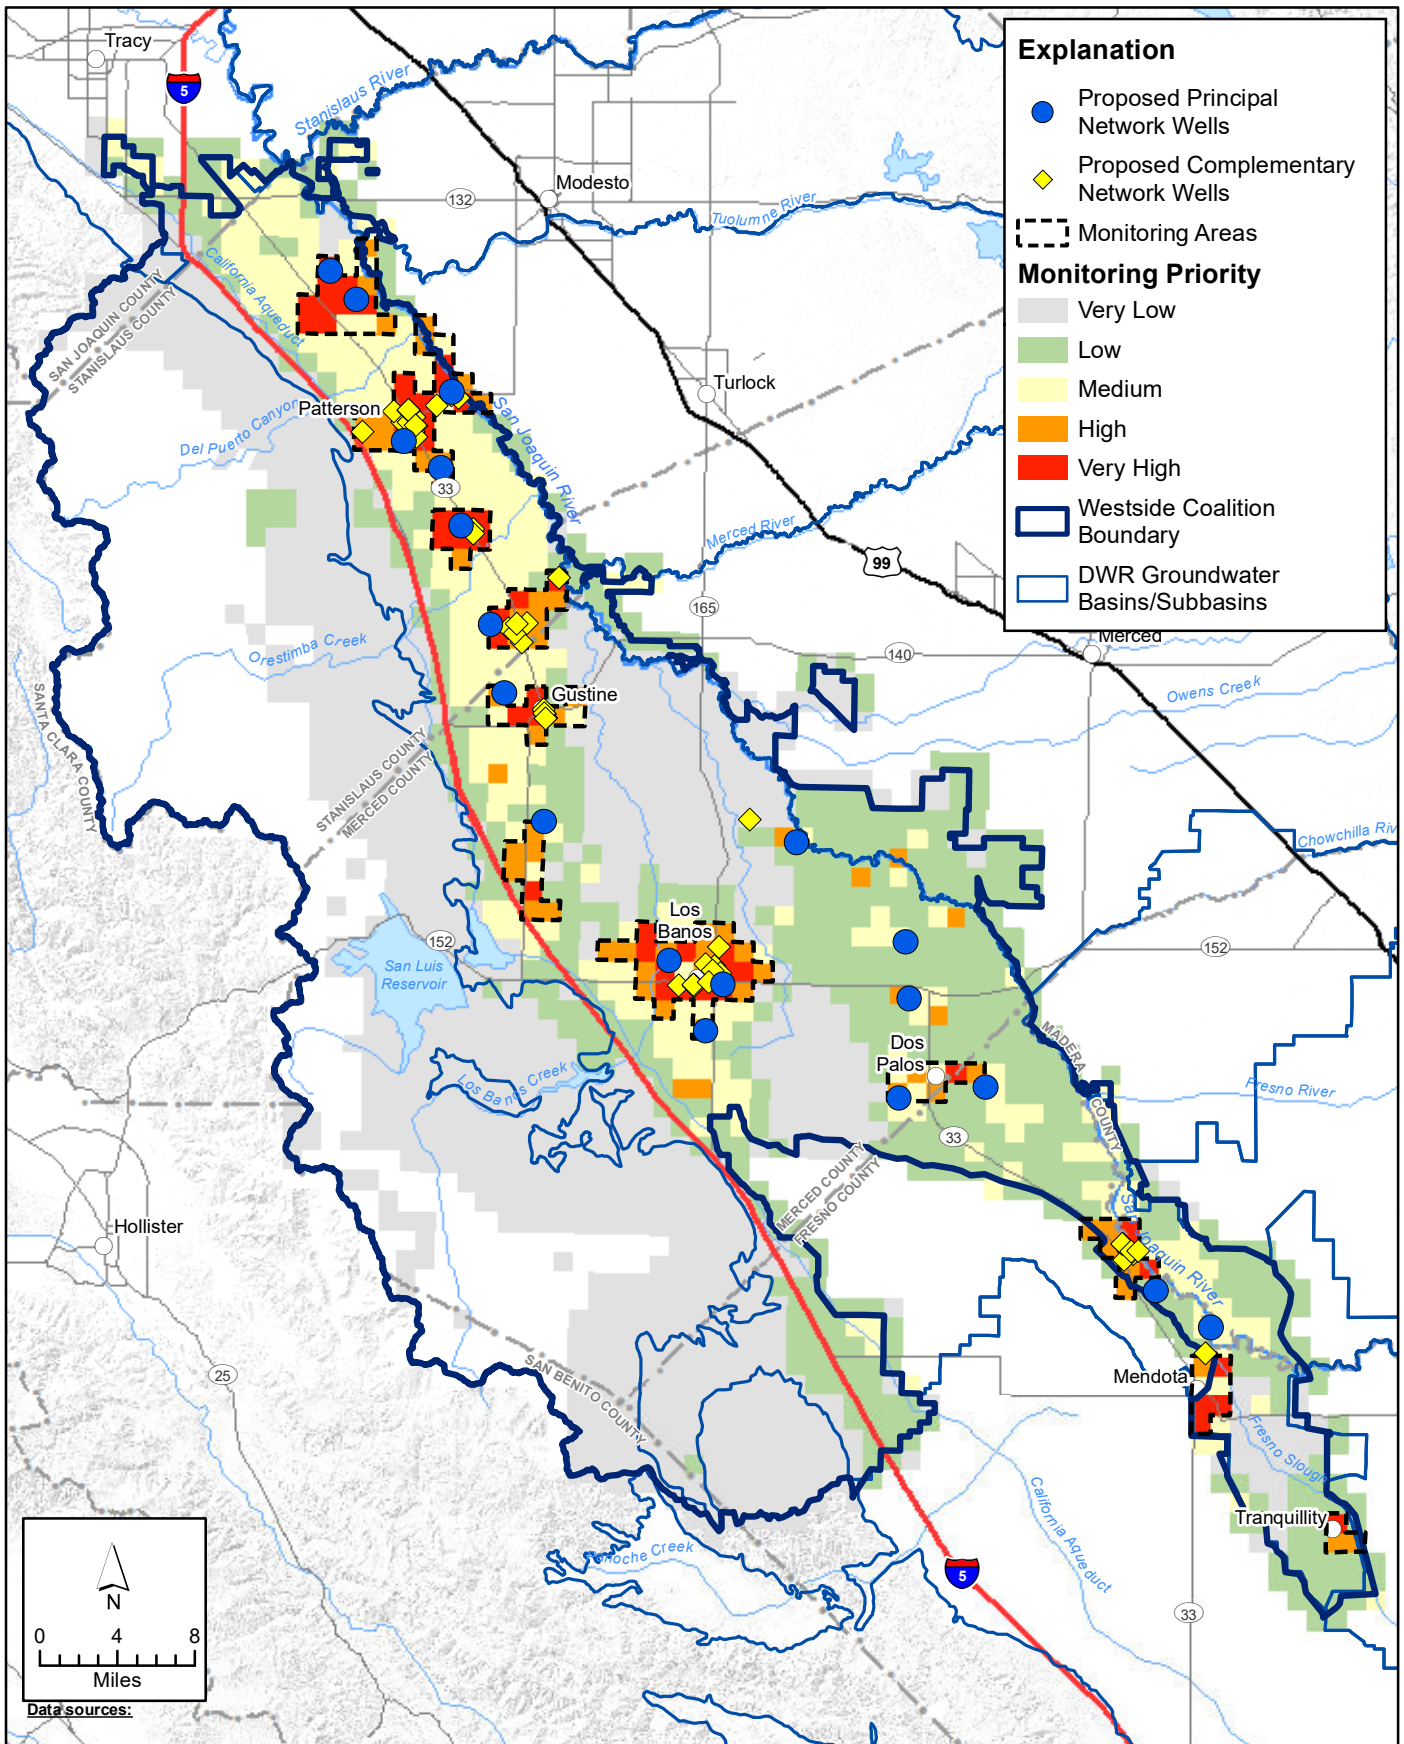 Tracy
5
Stanislaus River
132
Modesto
Tuolumne River
California Aqueduct
SAN JOAQUIN COUNTY
STANISLAUS COUNTY
Turlock
Patterson
Del Puerto Canyon
San Joaquin River
33
Merced River
99
165
140
Merced
Owens Creek
Orestimba Creek
SANTA CLARA COUNTY
Gustine
STANISLAUS COUNTY
MERCED COUNTY
Chowchilla Riv
Los
Banos
152
152
San Luis
Reservoir
MADERA COUNTY
Dos
Palos
Los Banos Creek
Fresno River
33
MERCED COUNTY
FRESNO COUNTY
Hollister
San Joaquin River
25
SAN BENITO COUNTY
Mendota
Fresno Slough
California Aqueduct
Tranquillity
Panoche Creek
5
33
Explanation
Proposed Principal
Network Wells
Proposed Complementary
Network Wells
Monitoring Areas
Monitoring Priority
Very Low
Low
Medium
High
Very High
Westside Coalition
Boundary
DWR Groundwater
Basins/Subbasins
N
0 4 8
Miles
Data sources: